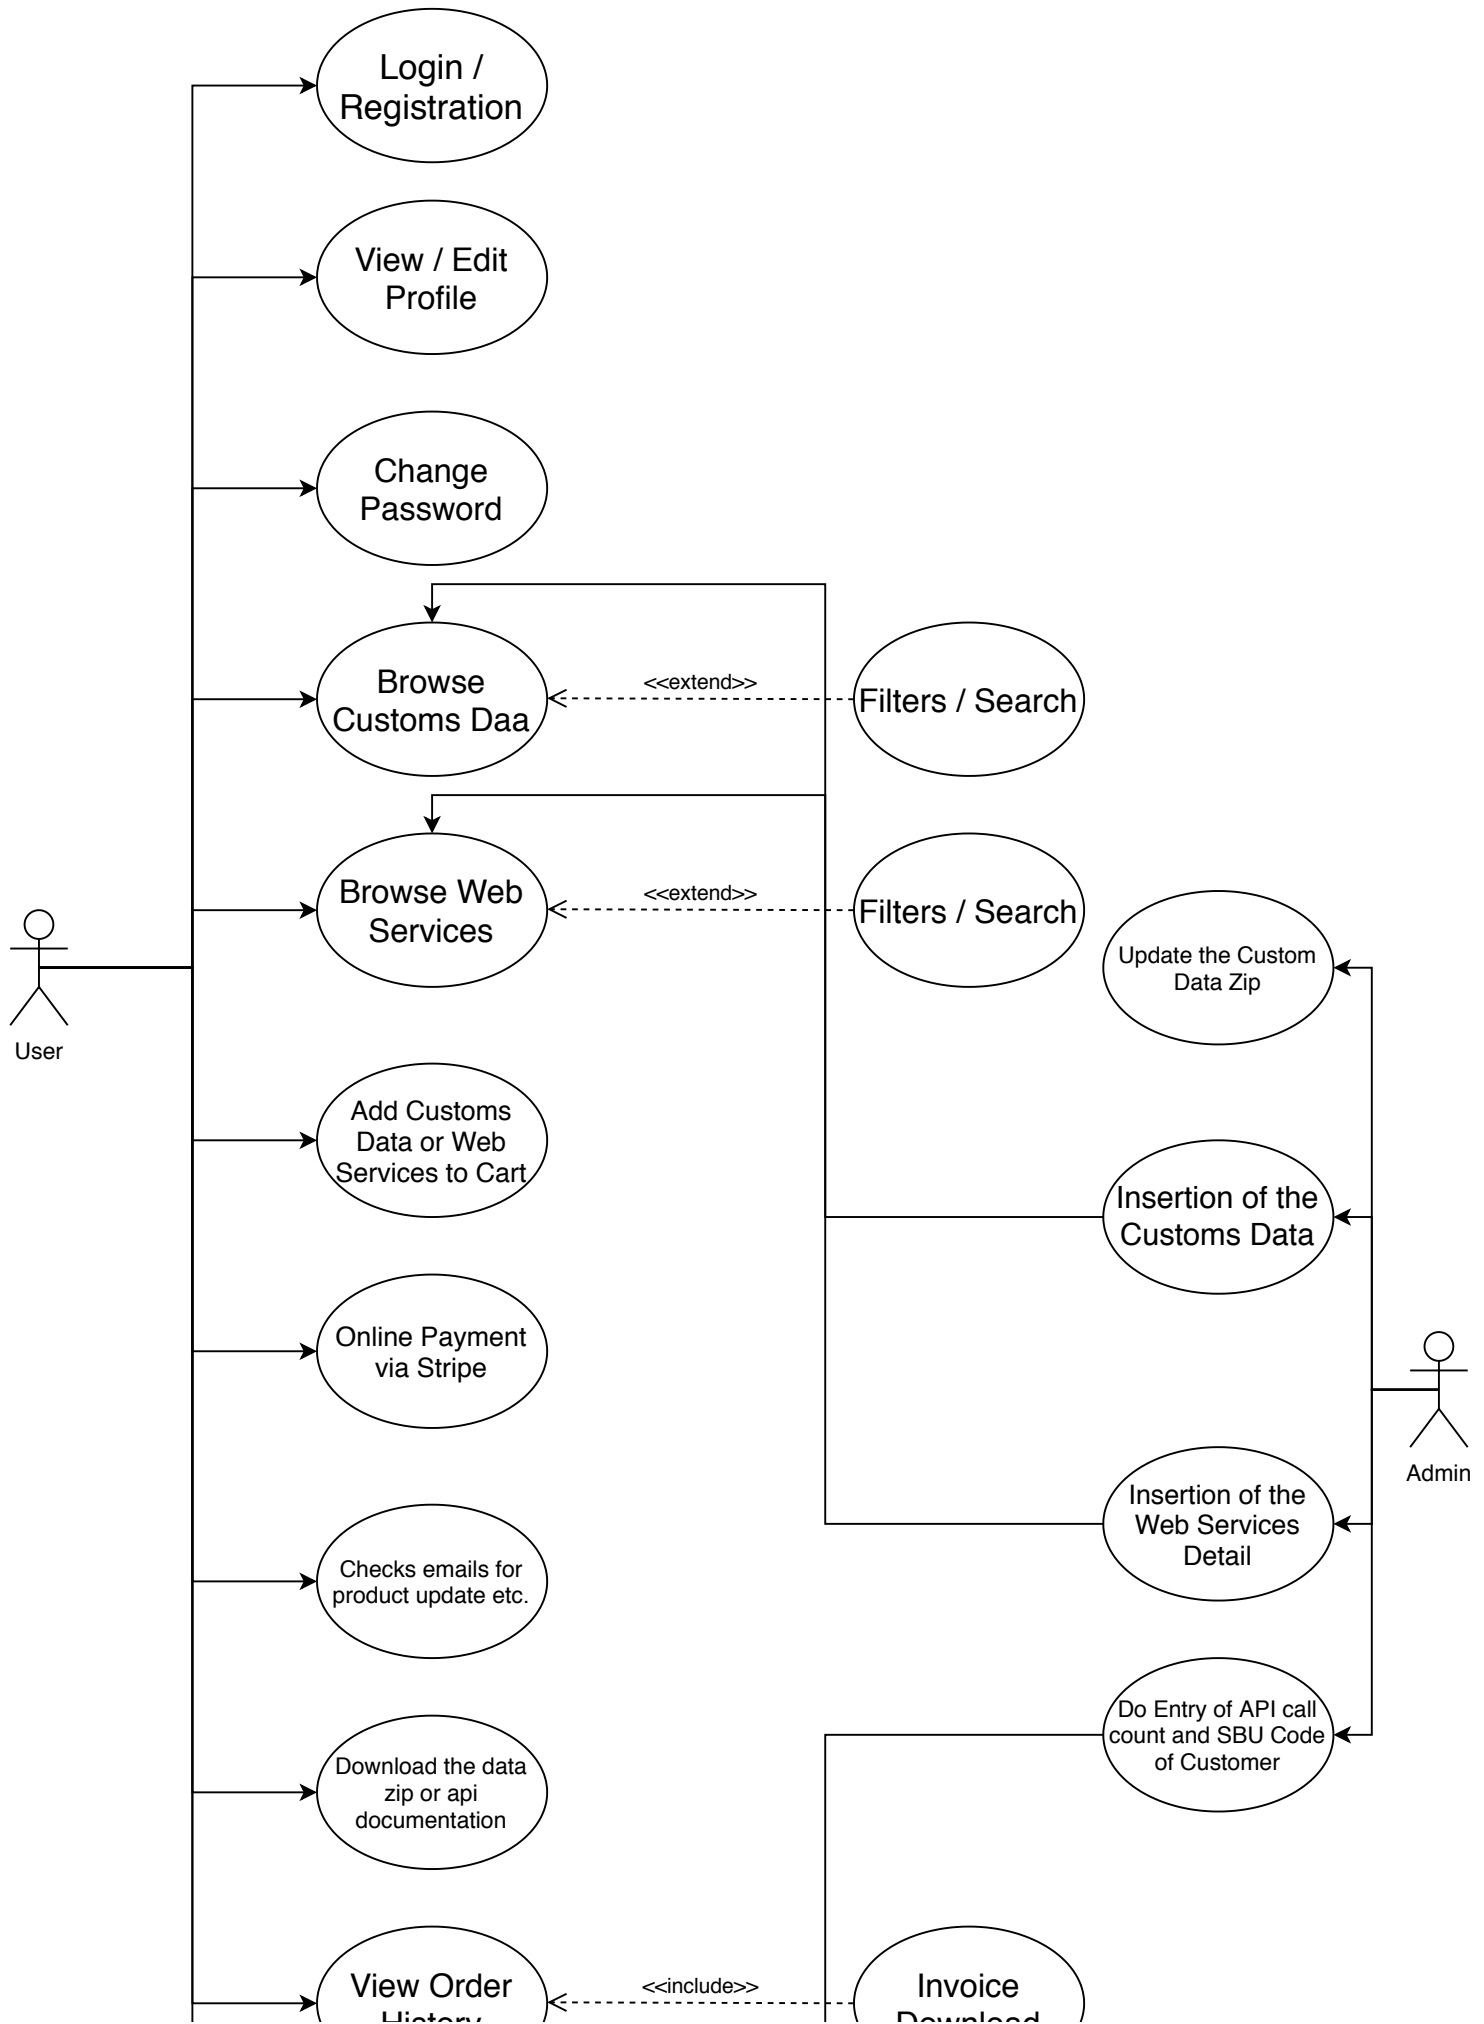 Login /
Registration
View / Edit
Profile
Change
Password
Browse
Customs Daa
<<extend>>
Filters / Search
Browse Web
Services
<<extend>>
Filters / Search
Update the Custom
Data Zip
User
Add Customs
Data or Web
Services to Cart
Insertion of the
Customs Data
Online Payment
via Stripe
Admin
Insertion of the
Web Services
Detail
Checks emails for
product update etc.
Do Entry of API call
count and SBU Code
of Customer
Download the data
zip or api
documentation
View Order
History
<<include>>
Invoice
Download